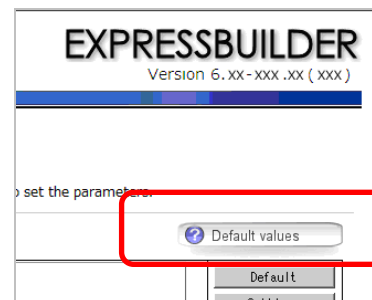 EXPRESSBUILDER
Version 6.xx-xxx.xx(xxx)
set the parameters.
Default values
Default